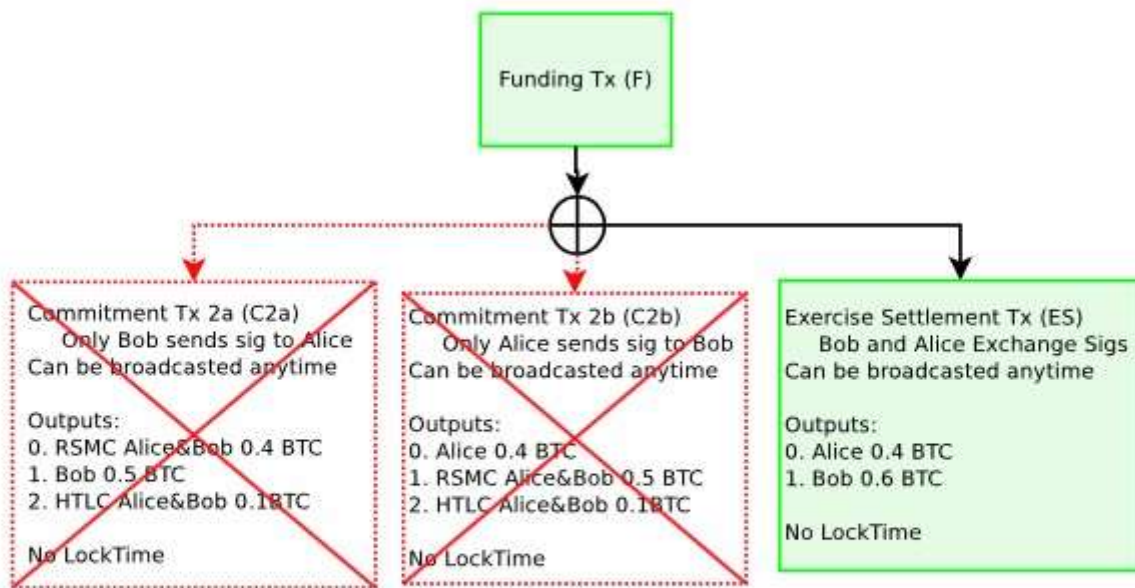 Funding Tx (F)
Commitment Tx 2a (C2a)
Only Bob sends sig to Alice
Can be broadcasted anytime
Outputs:
0. RSMC Alice&Bob 0.4 BTC
1. Bob 0.5 BTC
2. HTLC Alice&Bob 0.1BTC
No LockTime
Commitment Tx 2b (C2b)
Only Alice sends sig to Bob
Can be broadcasted anytime
Outputs:
0. Alice 0.4 BTC
1. RSMC Alice&Bob 0.5 BTC
2. HTLC Alice&Bob 0.1BTC
No LockTime
Exercise Settlement Tx (ES)
Bob and Alice Exchange Sigs
Can be broadcasted anytime
Outputs:
0. Alice 0.4 BTC
1. Bob 0.6 BTC
No LockTime